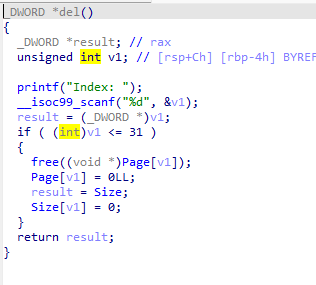 _DWORD *del()
{
  _DWORD *result; // rax
  unsigned int v1; // [rsp+Ch] [rbp-4h] BYREF

  printf("Index: ");
  __isoc99_scanf("%d", &v1);
  result = (_DWORD *)v1;
  if ( (int)v1 <= 31 )
  {
    free((void *)Page[v1]);
    Page[v1] = 0LL;
    result = Size;
    Size[v1] = 0;
  }
  return result;
}